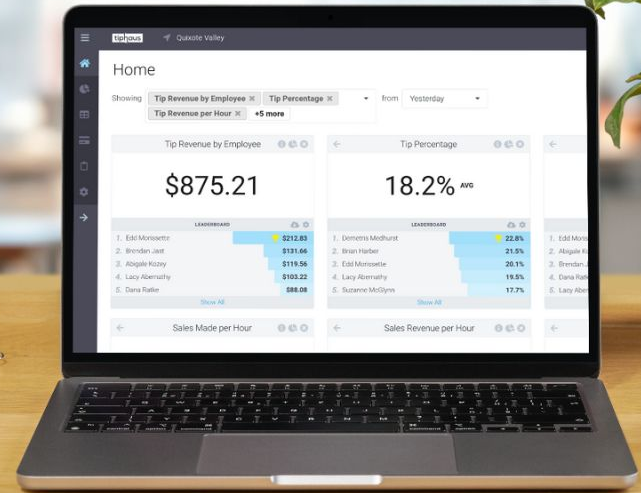 tiphaus Quixote Valley
Home
Showing Tip Revenue by Employee × Tip Percentage × from Yesterday
Tip Revenue per Hour × +5 more
Tip Revenue by Employee
$875.21
LEADERBOARD
1. Edd Morissette $212.83
2. Brendan Jast $131.66
3. Abigale Kozey $119.56
4. Lacy Abernathy $103.22
5. Dana Ratke $88.08
Show All
Tip Percentage
18.2% AVG
LEADERBOARD
1. Demetris Medhurst 22.8%
2. Brian Harber 21.5%
3. Edd Morissette 20.1%
4. Lacy Abernathy 19.5%
5. Suzanne McGlynn 17.7%
Show All
1. Edd Moris
2. Abigale Ko
3. Brendan J
4. Dana Ratk
5. Lacy Aber
Sales Made per Hour
Sales Revenue per Hour